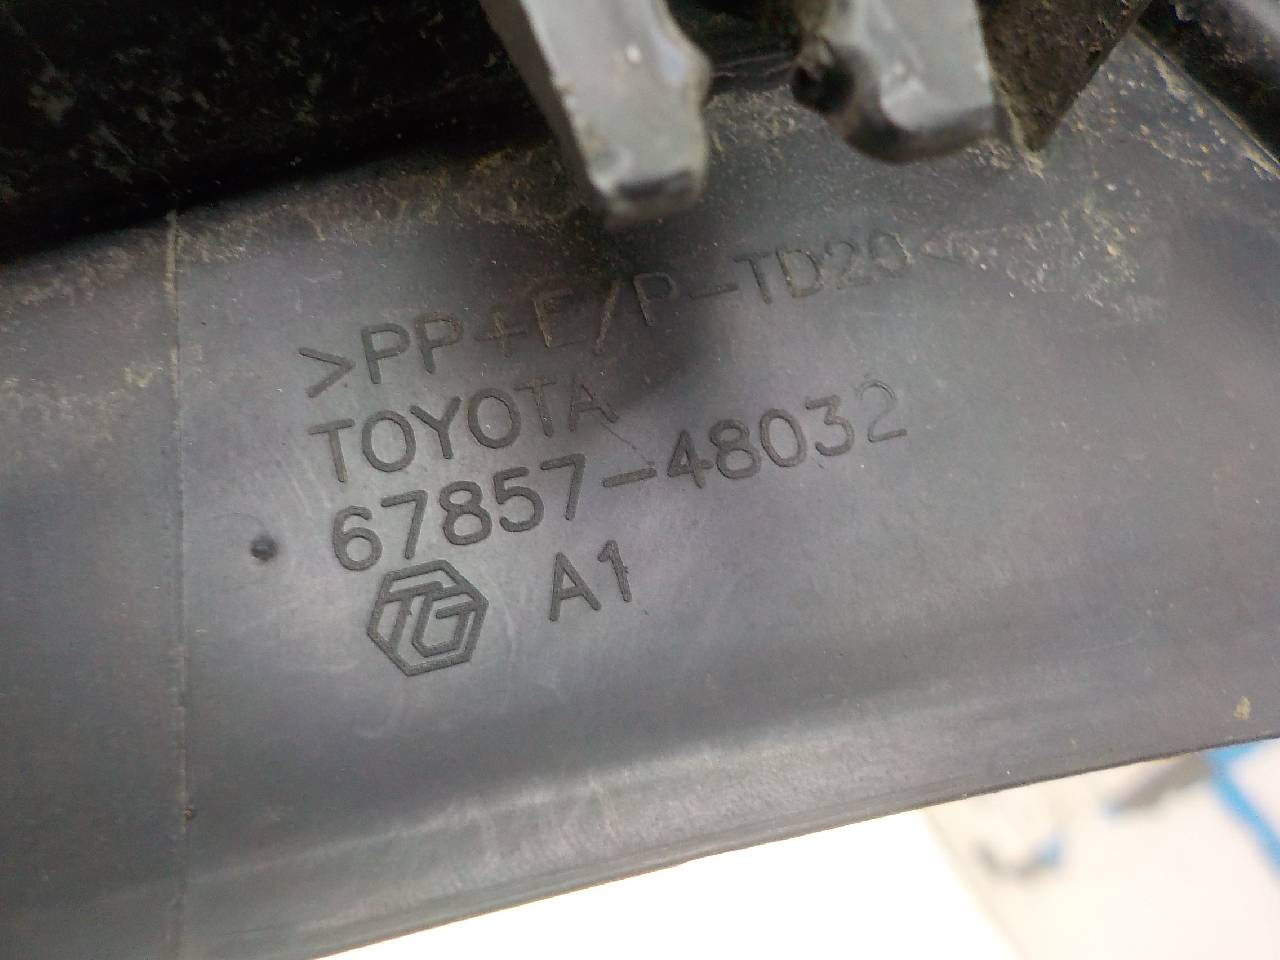 >PP+E/P-TD20<
TOYOTA
67857-48032
TG A1